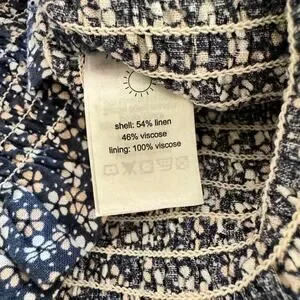 shell: 54% linen
46% viscose
lining: 100% viscose